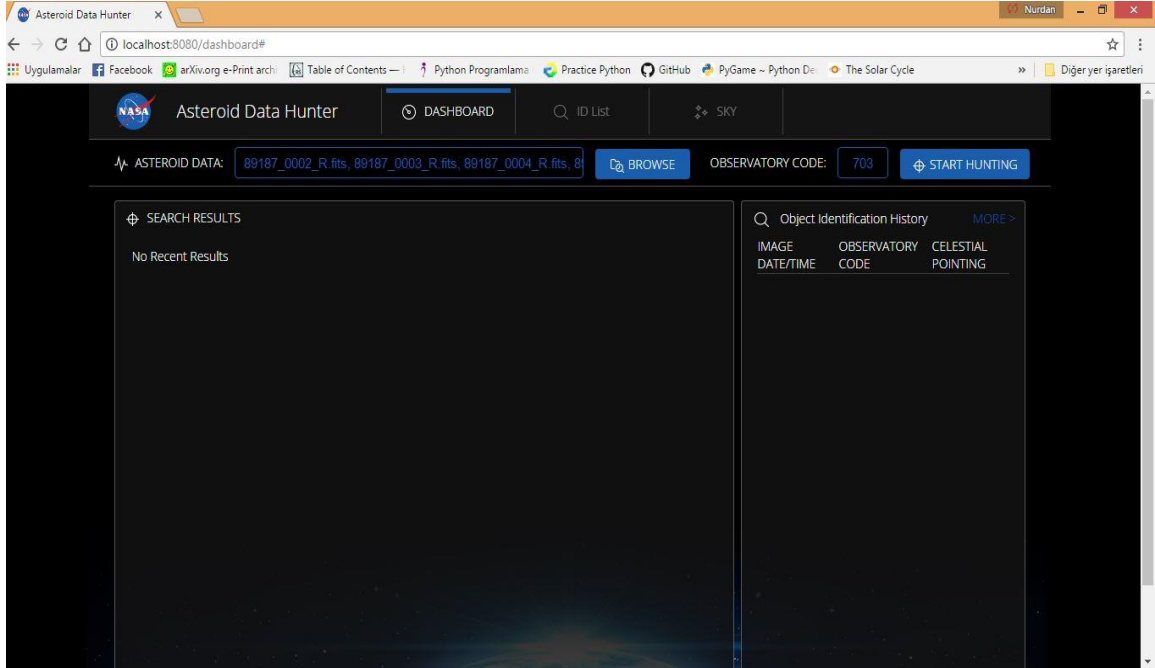 Asteroid Data Hunter
Nurdan
localhost:8080/dashboard#
Uygulamalar Facebook arXiv.org e-Print archi Table of Contents — Python Programlama Practice Python GitHub PyGame ~ Python De The Solar Cycle » Diğer yer işaretleri
NASA Asteroid Data Hunter DASHBOARD ID List SKY
ASTEROID DATA: 89187_0002_R.fits, 89187_0003_R.fits, 89187_0004_R.fits, 8 BROWSE OBSERVATORY CODE: 703 START HUNTING
SEARCH RESULTS
No Recent Results
Object Identification History MORE >
IMAGE DATE/TIME OBSERVATORY CODE CELESTIAL POINTING